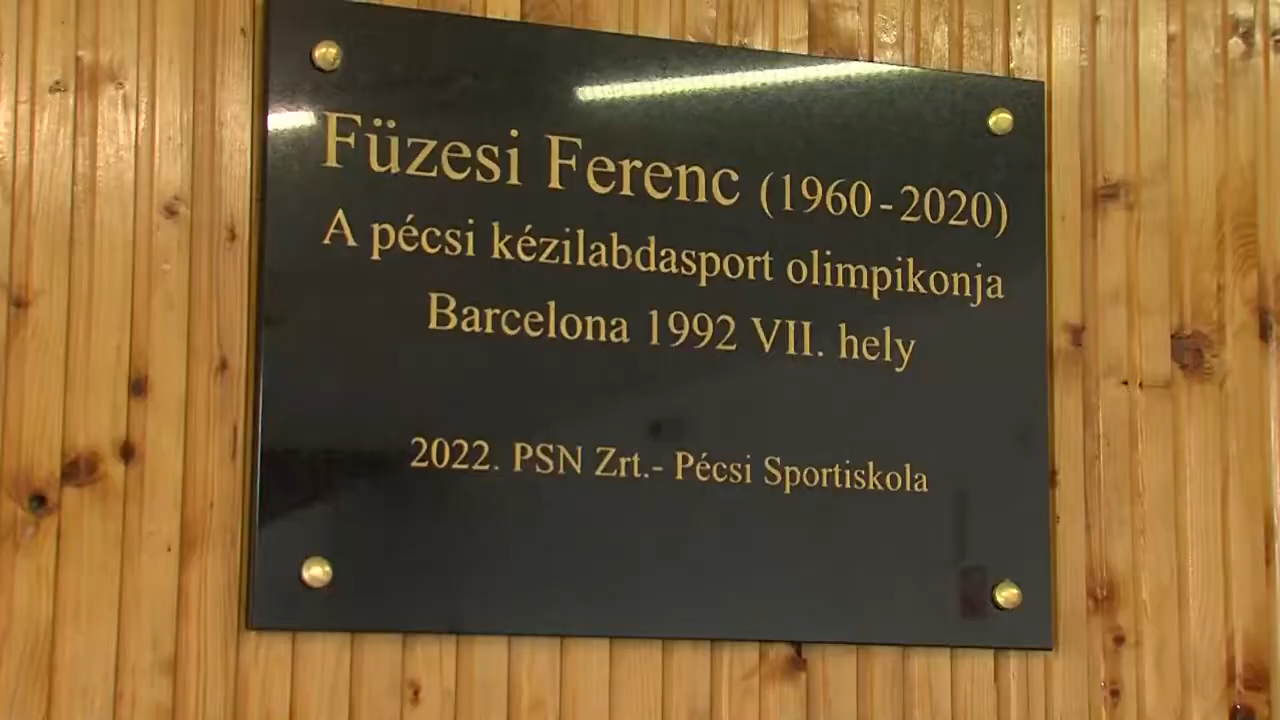 Füzesi Ferenc (1960-2020)
A pécsi kézilabdasport olimpikonja
Barcelona 1992 VII. hely
2022. PSN Zrt.- Pécsi Sportiskola